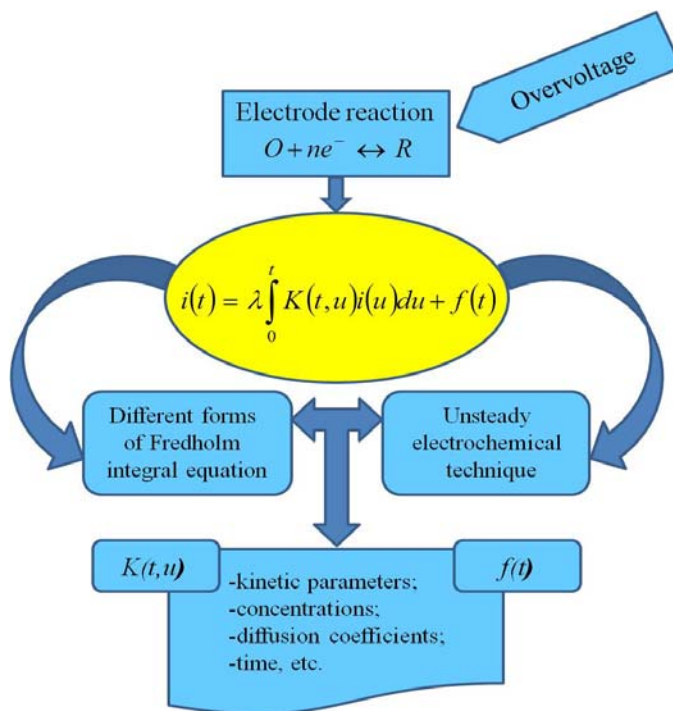 Overvoltage
Electrode reaction
O + ne⁻ ↔ R
i(t) = λ∫₀ᵗ K(t,u)i(u)du + f(t)
Different forms
of Fredholm
integral equation
Unsteady
electrochemical
technique
K(t,u)
f(t)
-kinetic parameters;
-concentrations;
-diffusion coefficients;
-time, etc.